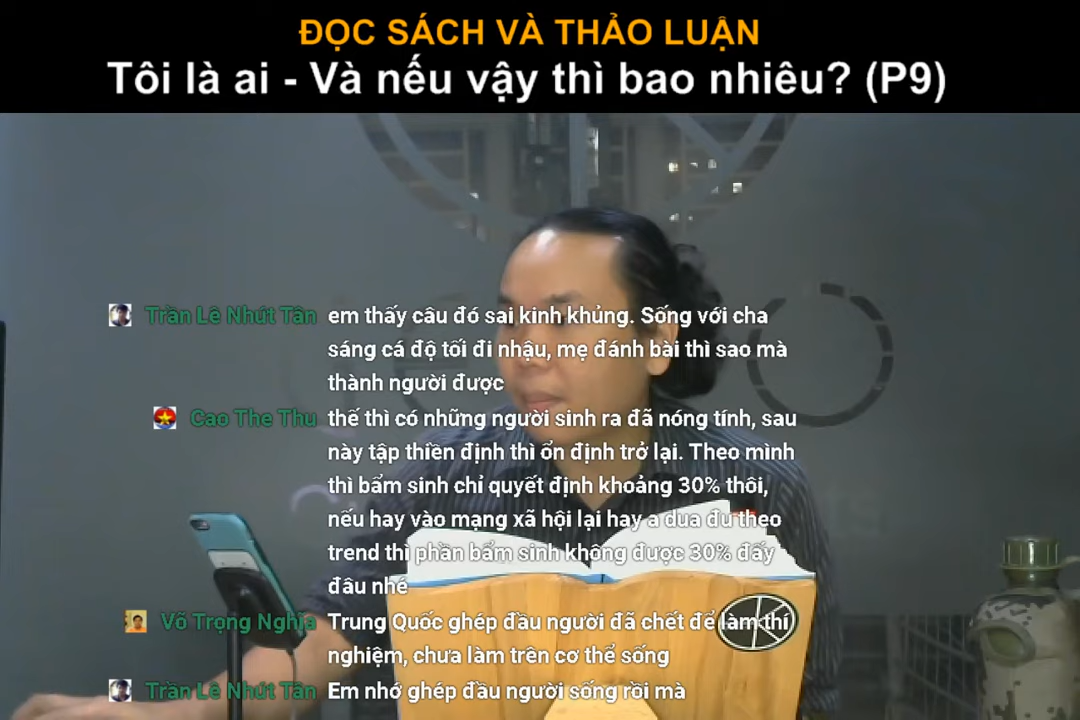 ĐỌC SÁCH VÀ THẢO LUẬN
Tôi là ai - Và nếu vậy thì bao nhiêu? (P9)
Trần Lê Nhứt Tân em thấy câu đó sai kinh khủng. Sống với cha
sáng cá độ tối đi nhậu, mẹ đánh bài thì sao mà
thành người được
Cao The Thu thế thì có những người sinh ra đã nóng tính, sau
này tập thiền định thì ổn định trở lại. Theo mình
thì bẩm sinh chỉ quyết định khoảng 30% thôi,
nếu hay vào mạng xã hội lại hay a dua đu theo
trend thì phần bẩm sinh không được 30% đấy
đâu nhé
Võ Trọng Nghĩa Trung Quốc ghép đầu người đã chết để làm thí
nghiệm, chưa làm trên cơ thể sống
Trần Lê Nhứt Tân Em nhớ ghép đầu người sống rồi mà